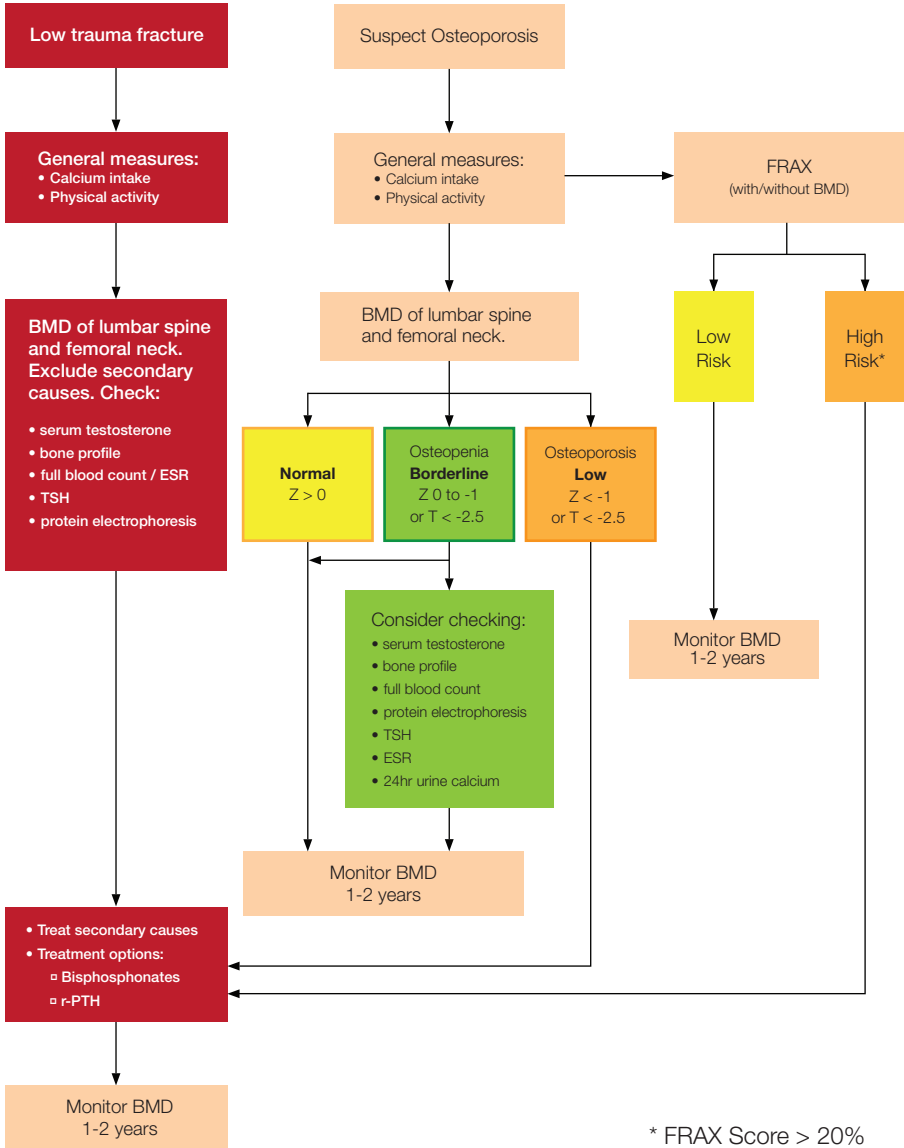 Low trauma fracture
General measures:
• Calcium intake
• Physical activity
BMD of lumbar spine
and femoral neck.
Exclude secondary
causes. Check:
• serum testosterone
• bone profile
• full blood count / ESR
• TSH
• protein electrophoresis
• Treat secondary causes
• Treatment options:
▫ Bisphosphonates
▫ r-PTH
Monitor BMD
1-2 years
Suspect Osteoporosis
General measures:
• Calcium intake
• Physical activity
BMD of lumbar spine
and femoral neck.
Normal
Z > 0
Osteopenia
Borderline
Z 0 to -1
or T < -2.5
Osteoporosis
Low
Z < -1
or T < -2.5
Consider checking:
• serum testosterone
• bone profile
• full blood count
• protein electrophoresis
• TSH
• ESR
• 24hr urine calcium
Monitor BMD
1-2 years
FRAX
(with/without BMD)
Low
Risk
High
Risk*
Monitor BMD
1-2 years
* FRAX Score > 20%